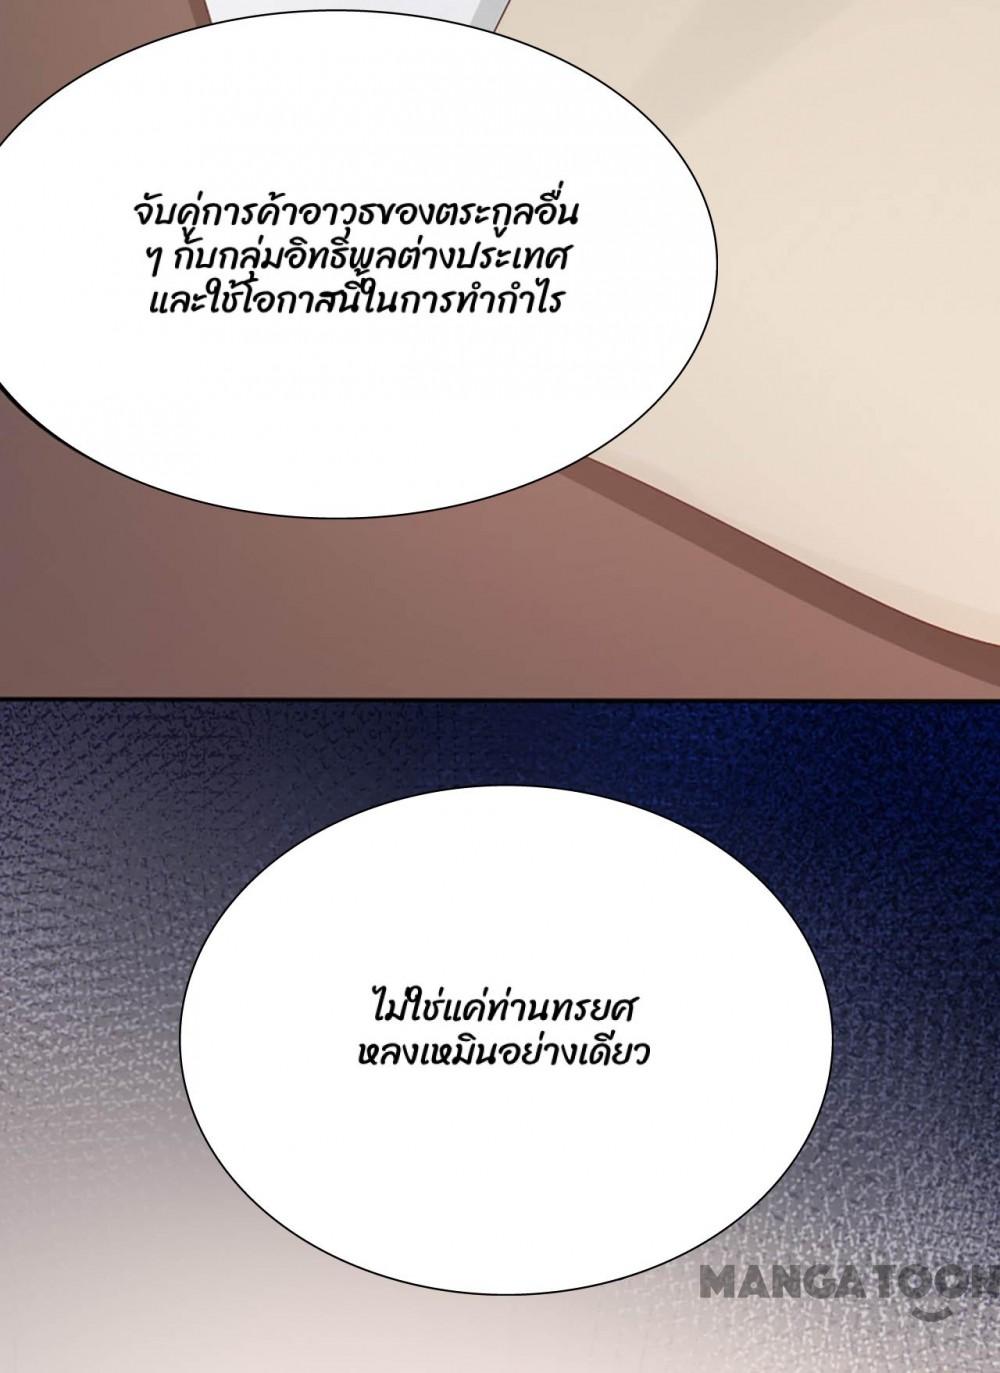 จับคู่การค้าอาวุธของตระกูลอื่น
ๆ กับกลุ่มอิทธิพลต่างประเทศ
และใช้โอกาสนี้ในการทำกำไร
ไม่ใช่แค่ท่านทรยศ
หลงเหมินอย่างเดียว
MANGATOON